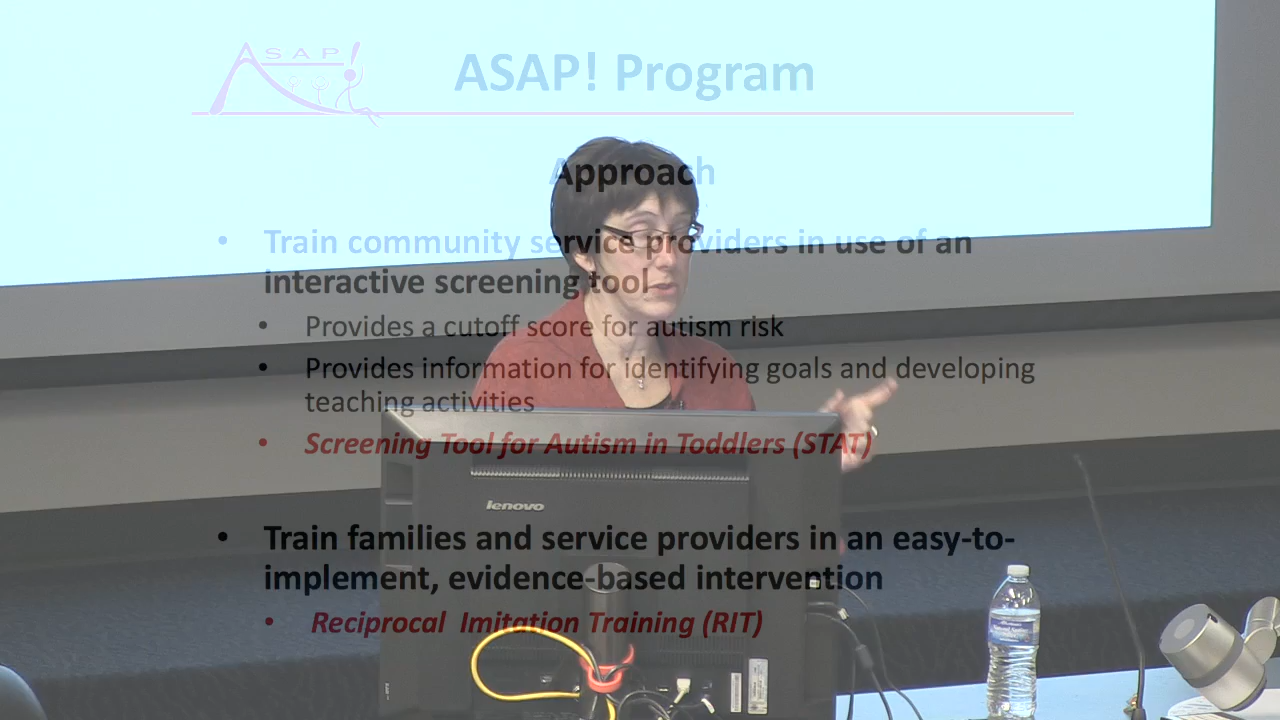 ASAP!
ASAP! Program
Approach
• Train community service providers in use of an
interactive screening tool
• Provides a cutoff score for autism risk
• Provides information for identifying goals and developing
teaching activities
• Screening Tool for Autism in Toddlers (STAT)
lenovo
• Train families and service providers in an easy-to-
implement, evidence-based intervention
• Reciprocal Imitation Training (RIT)